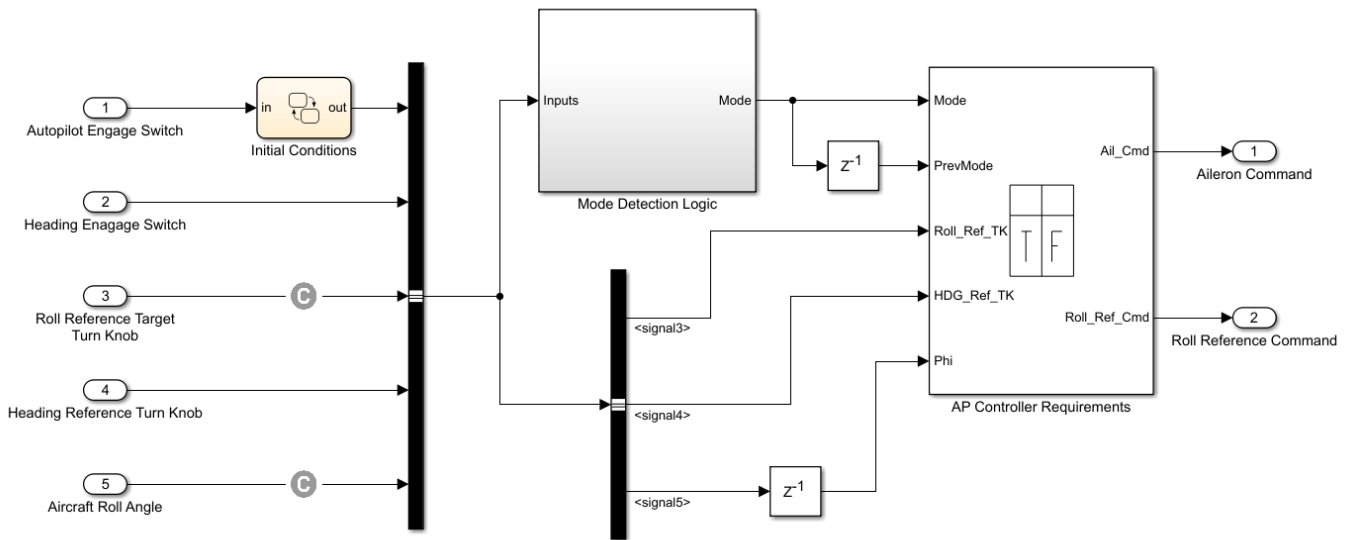 1
Autopilot Engage Switch
in
out
Initial Conditions
2
Heading Enagage Switch
3
Roll Reference Target
Turn Knob
C
4
Heading Reference Turn Knob
5
Aircraft Roll Angle
C
Inputs
Mode
Mode Detection Logic
Z-1
<signal3>
<signal4>
<signal5>
Z-1
Mode
PrevMode
Roll_Ref_TK
HDG_Ref_TK
Phi
T F
Ail_Cmd
Roll_Ref_Cmd
AP Controller Requirements
1
Aileron Command
2
Roll Reference Command